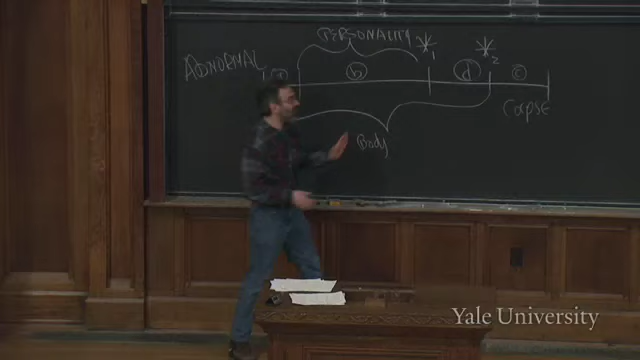 PERSONALITY
ABNORMAL
*1
*2
a
b
d
c
Corpse
Body
Yale University